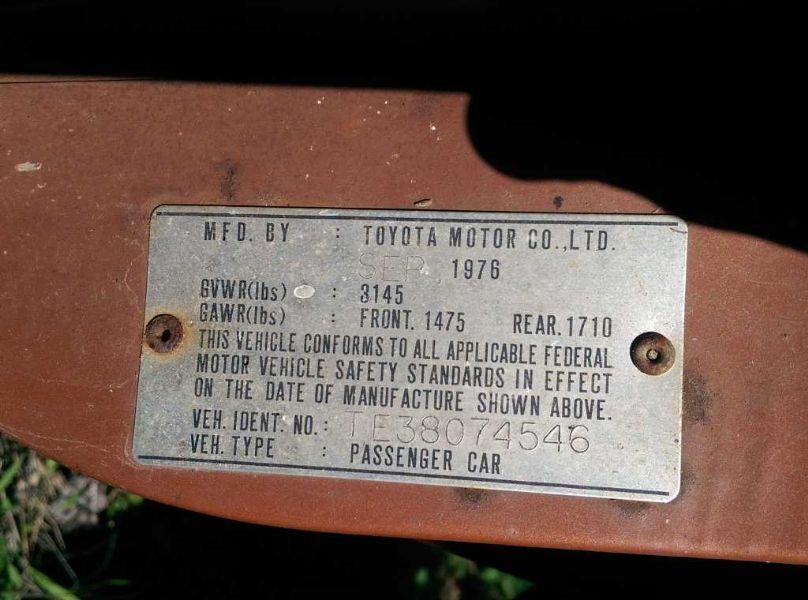 MFD. BY : TOYOTA MOTOR CO.,LTD.
SEP. 1976
GVWR(lbs) : 3145
GAWR(lbs) : FRONT. 1475 REAR. 1710
THIS VEHICLE CONFORMS TO ALL APPLICABLE FEDERAL
MOTOR VEHICLE SAFETY STANDARDS IN EFFECT
ON THE DATE OF MANUFACTURE SHOWN ABOVE.
VEH. IDENT. NO. : TE38074546
VEH. TYPE : PASSENGER CAR